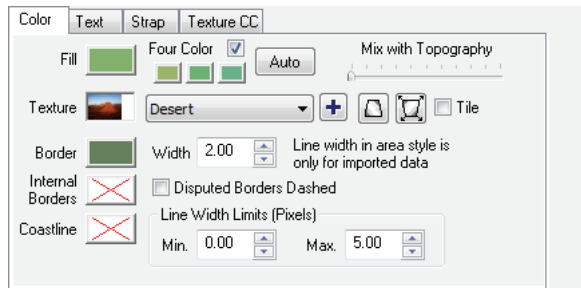 Color Text Strap Texture CC
Fill Four Color Auto Mix with Topography
Texture Desert Tile
Border Width 2.00 Line width in area style is
only for imported data
Internal
Borders Disputed Borders Dashed
Coastline Line Width Limits (Pixels)
Min. 0.00 Max. 5.00